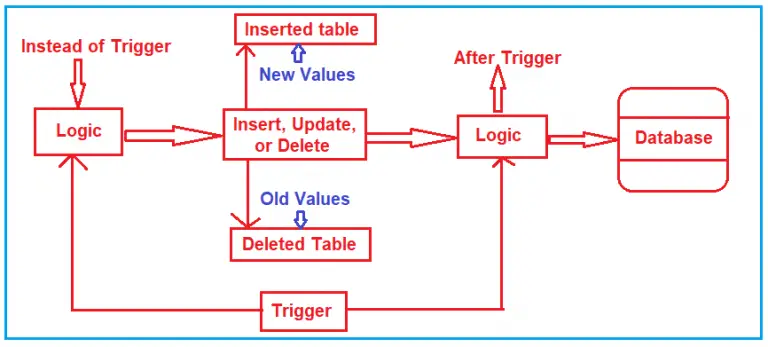 Inserted table
Instead of Trigger
New Values
After Trigger
Logic
Insert, Update,
or Delete
Logic
Database
Old Values
Deleted Table
Trigger